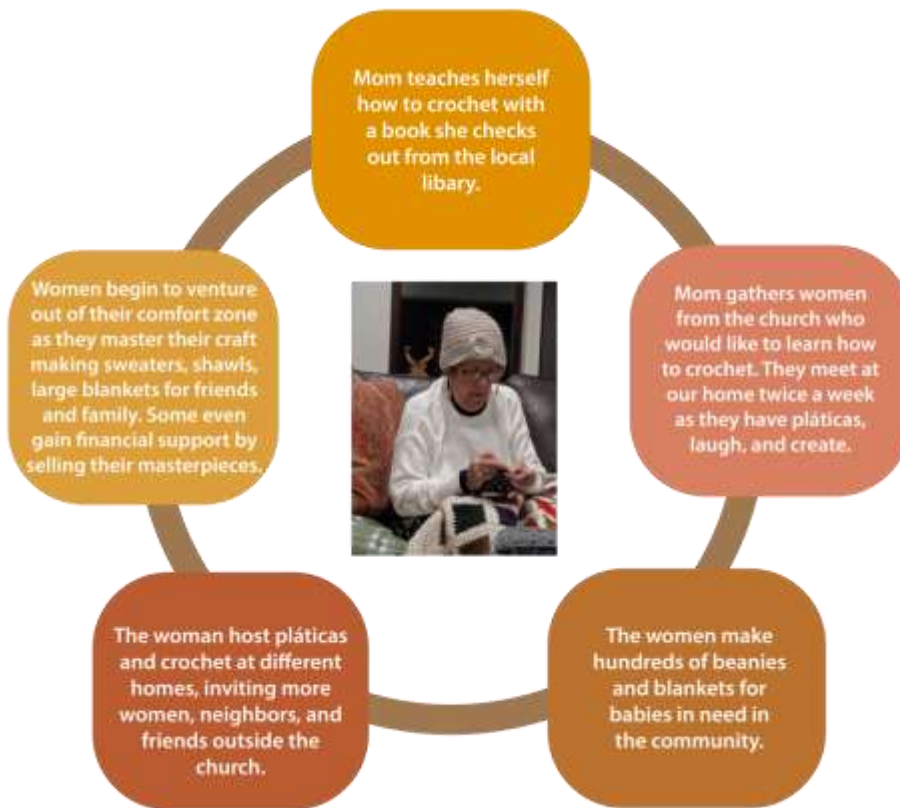 Mom teaches herself
how to crochet with
a book she checks
out from the local
libary.
Mom gathers women
from the church who
would like to learn how
to crochet. They meet at
our home twice a week
as they have pláticas,
laugh, and create.
The women make
hundreds of beanies
and blankets for
babies in need in
the community.
The woman host pláticas
and crochet at different
homes, inviting more
women, neighbors, and
friends outside the
church.
Women begin to venture
out of their comfort zone
as they master their craft
making sweaters, shawls,
large blankets for friends
and family. Some even
gain financial support by
selling their masterpieces.